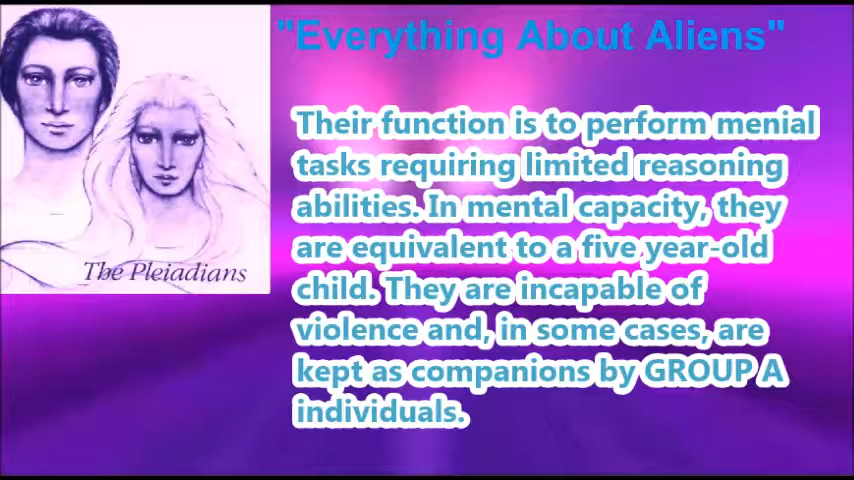 "Everything About Aliens"
Their function is to perform menial
tasks requiring limited reasoning
abilities. In mental capacity, they
are equivalent to a five year-old
child. They are incapable of
violence and, in some cases, are
kept as companions by GROUP A
individuals.
The Pleiadians